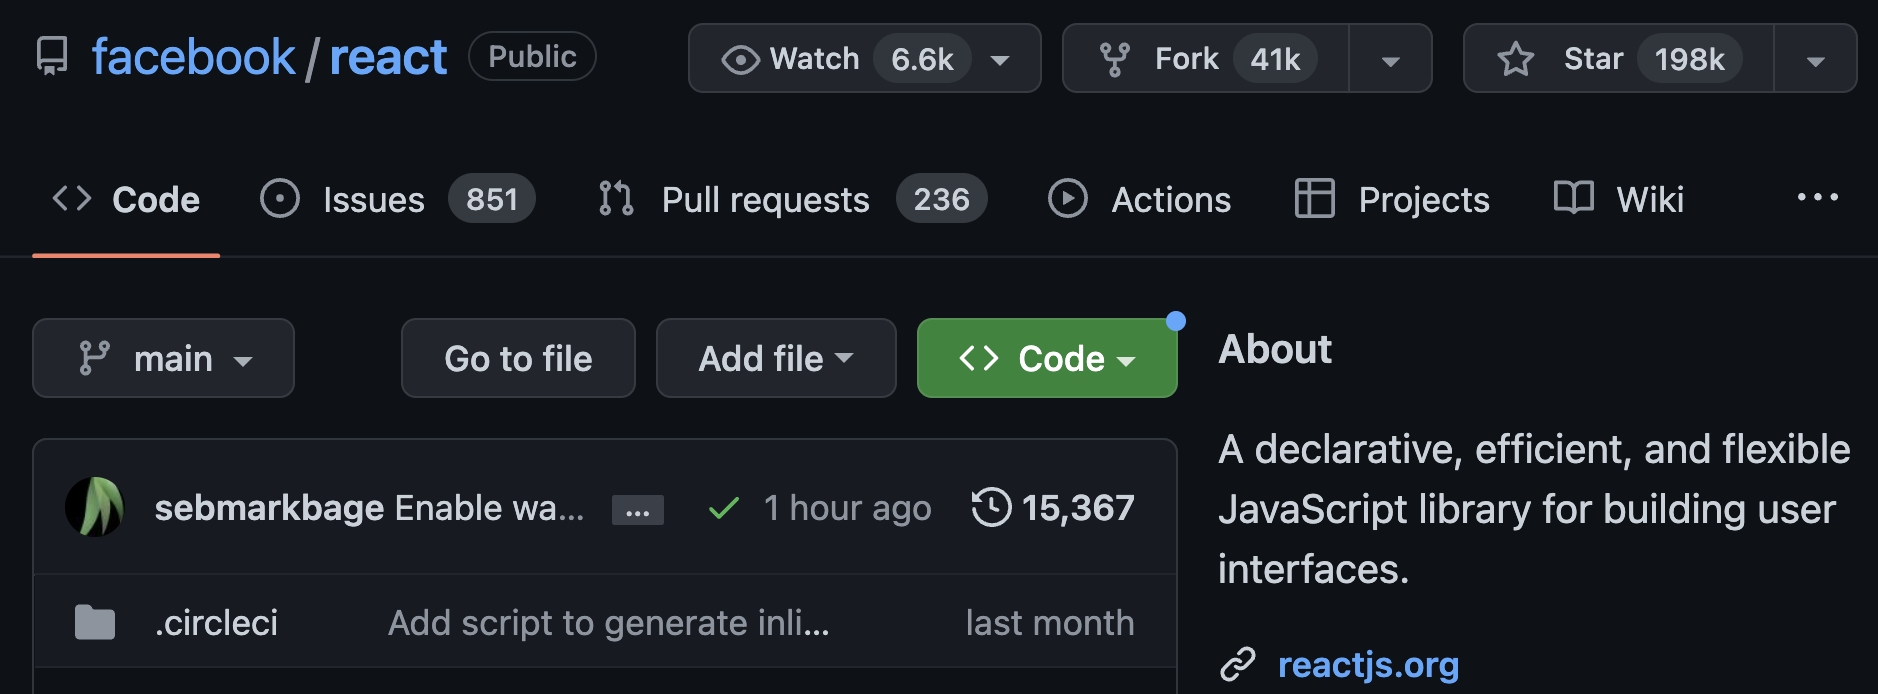 facebook/react Public Watch 6.6k Fork 41k Star 198k
Code Issues 851 Pull requests 236 Actions Projects Wiki ...
main Go to file Add file Code
sebmarkbage Enable wa... ... 1 hour ago 15,367
.circleci Add script to generate inli... last month
About
A declarative, efficient, and flexible
JavaScript library for building user
interfaces.
reactjs.org